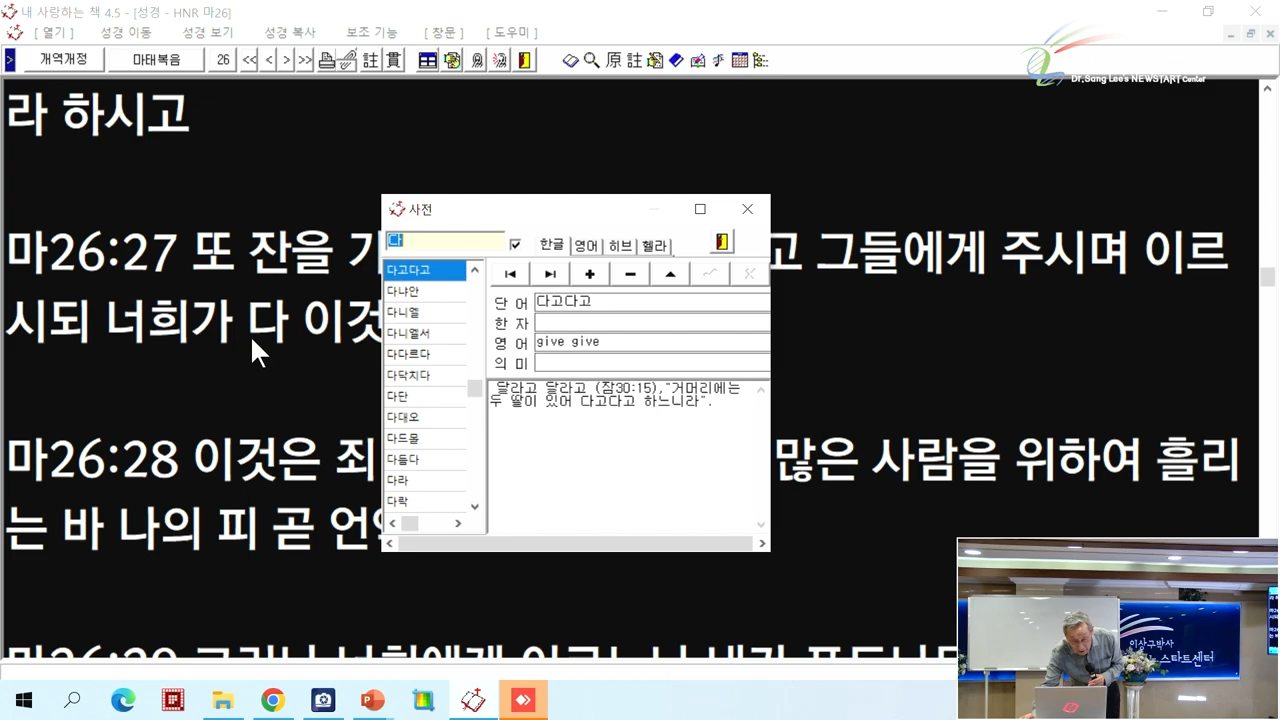 내 사랑하는 책 4.5 - [성경 - HNR 마26]
[ 열기 ] 성경 이동 성경 보기 성경 복사 보조 기능 [ 창문 ] [ 도우미 ]
> 개역개정 마태복음 26 << < > >> 註 貫 原 註
Dr.Sang Lee's NEWSTART Center
라 하시고
마26:27 또 잔을 고 그들에게 주시며 이르
시되 너희가 다 이것
마26:28 이것은 죄 많은 사람을 위하여 흘리
는 바 나의 피 곧
사전
다
한글 영어 히브 헬라
다고다고
다냐안
다니엘
다니엘서
다다르다
다닥치다
다단
다대오
다드몰
다듬다
다라
다락
단 어 다고다고
한 자
영 어 give give
의 미
달라고 달라고 (잠30:15),"거머리에는
두 딸이 있어 다고다고 하느니라".
이상구박사
스타트센터